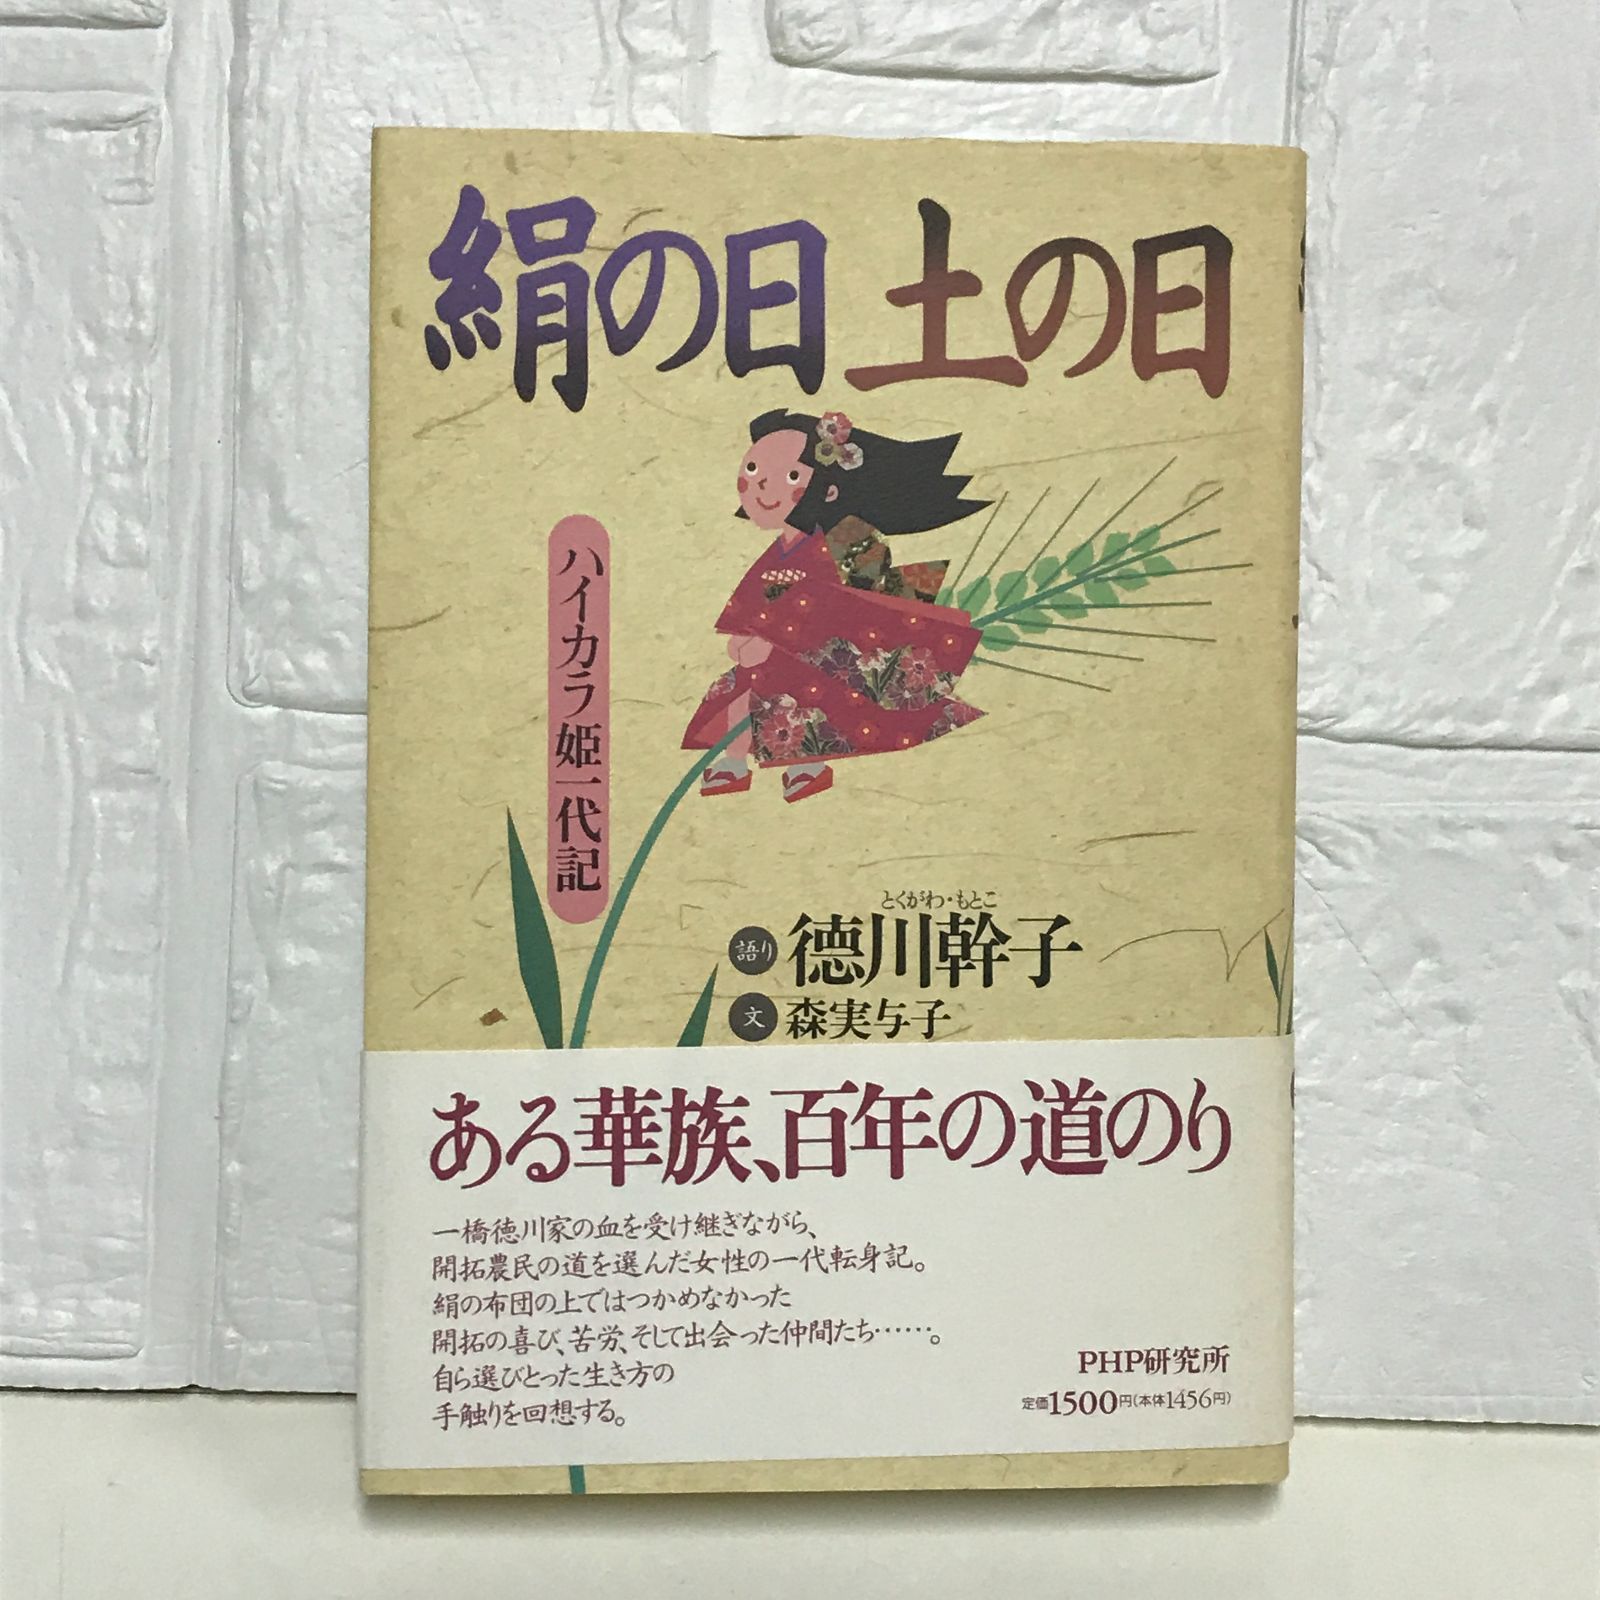 絹の日 土の日
ハイカラ姫一代記
とくがわ・もとこ
語り 徳川幹子
文 森実与子
ある華族、百年の道のり
一橋徳川家の血を受け継ぎながら、
開拓農民の道を選んだ女性の一代転身記。
絹の布団の上ではつかめなかった
開拓の喜び、苦労、そして出会った仲間たち……。
自ら選びとった生き方の
手触りを回想する。
PHP研究所
定価1500円(本体1456円)